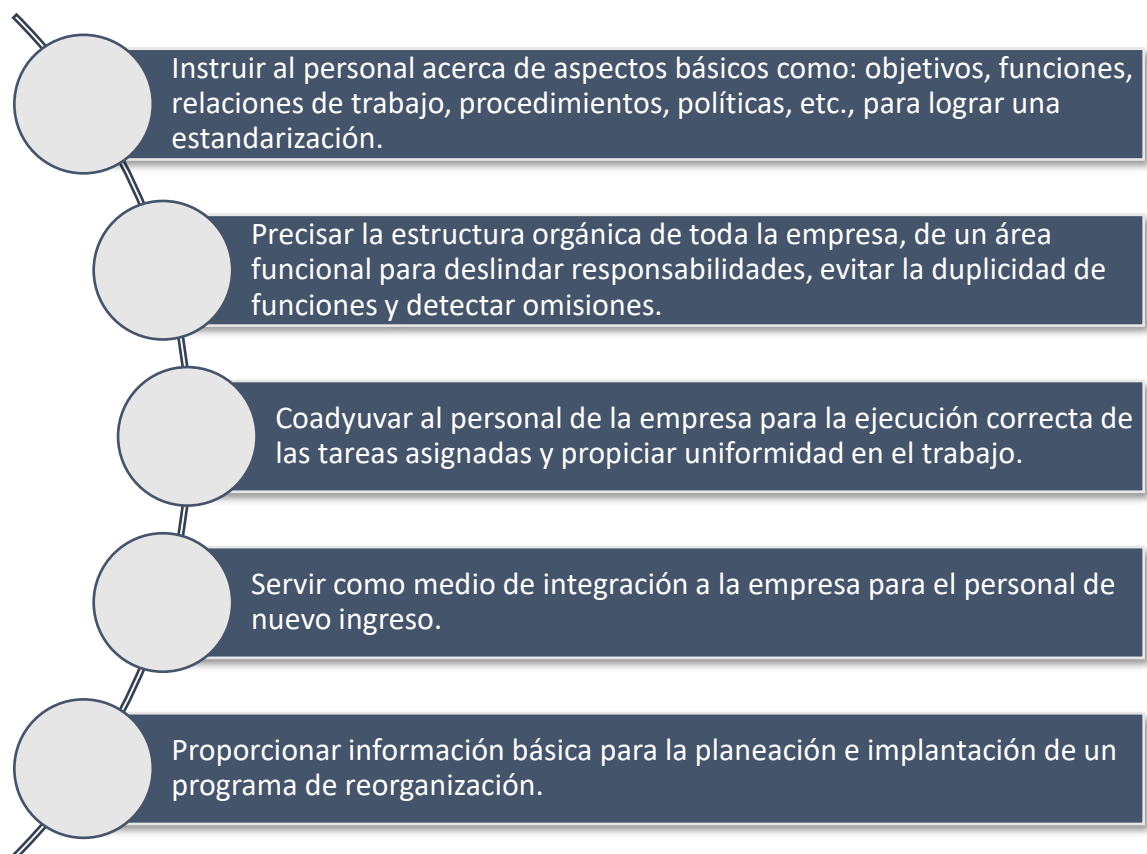 Instruir al personal acerca de aspectos básicos como: objetivos, funciones,
relaciones de trabajo, procedimientos, políticas, etc., para lograr una
estandarización.
Precisar la estructura orgánica de toda la empresa, de un área
funcional para deslindar responsabilidades, evitar la duplicidad de
funciones y detectar omisiones.
Coadyuvar al personal de la empresa para la ejecución correcta de
las tareas asignadas y propiciar uniformidad en el trabajo.
Servir como medio de integración a la empresa para el personal de
nuevo ingreso.
Proporcionar información básica para la planeación e implantación de un
programa de reorganización.